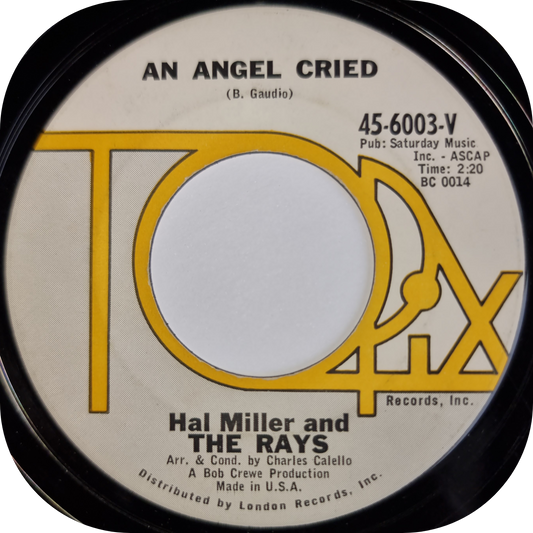 AN ANGEL CRIED
(B. Gaudio)
45-6003-V
Pub: Saturday Music
Inc. - ASCAP
Time: 2:20
BC 0014
TOPix
Records, Inc.
Hal Miller and
THE RAYS
Arr. & Cond. by Charles Calello
A Bob Crewe Production
Made in U.S.A.
Distributed by London Records, Inc.